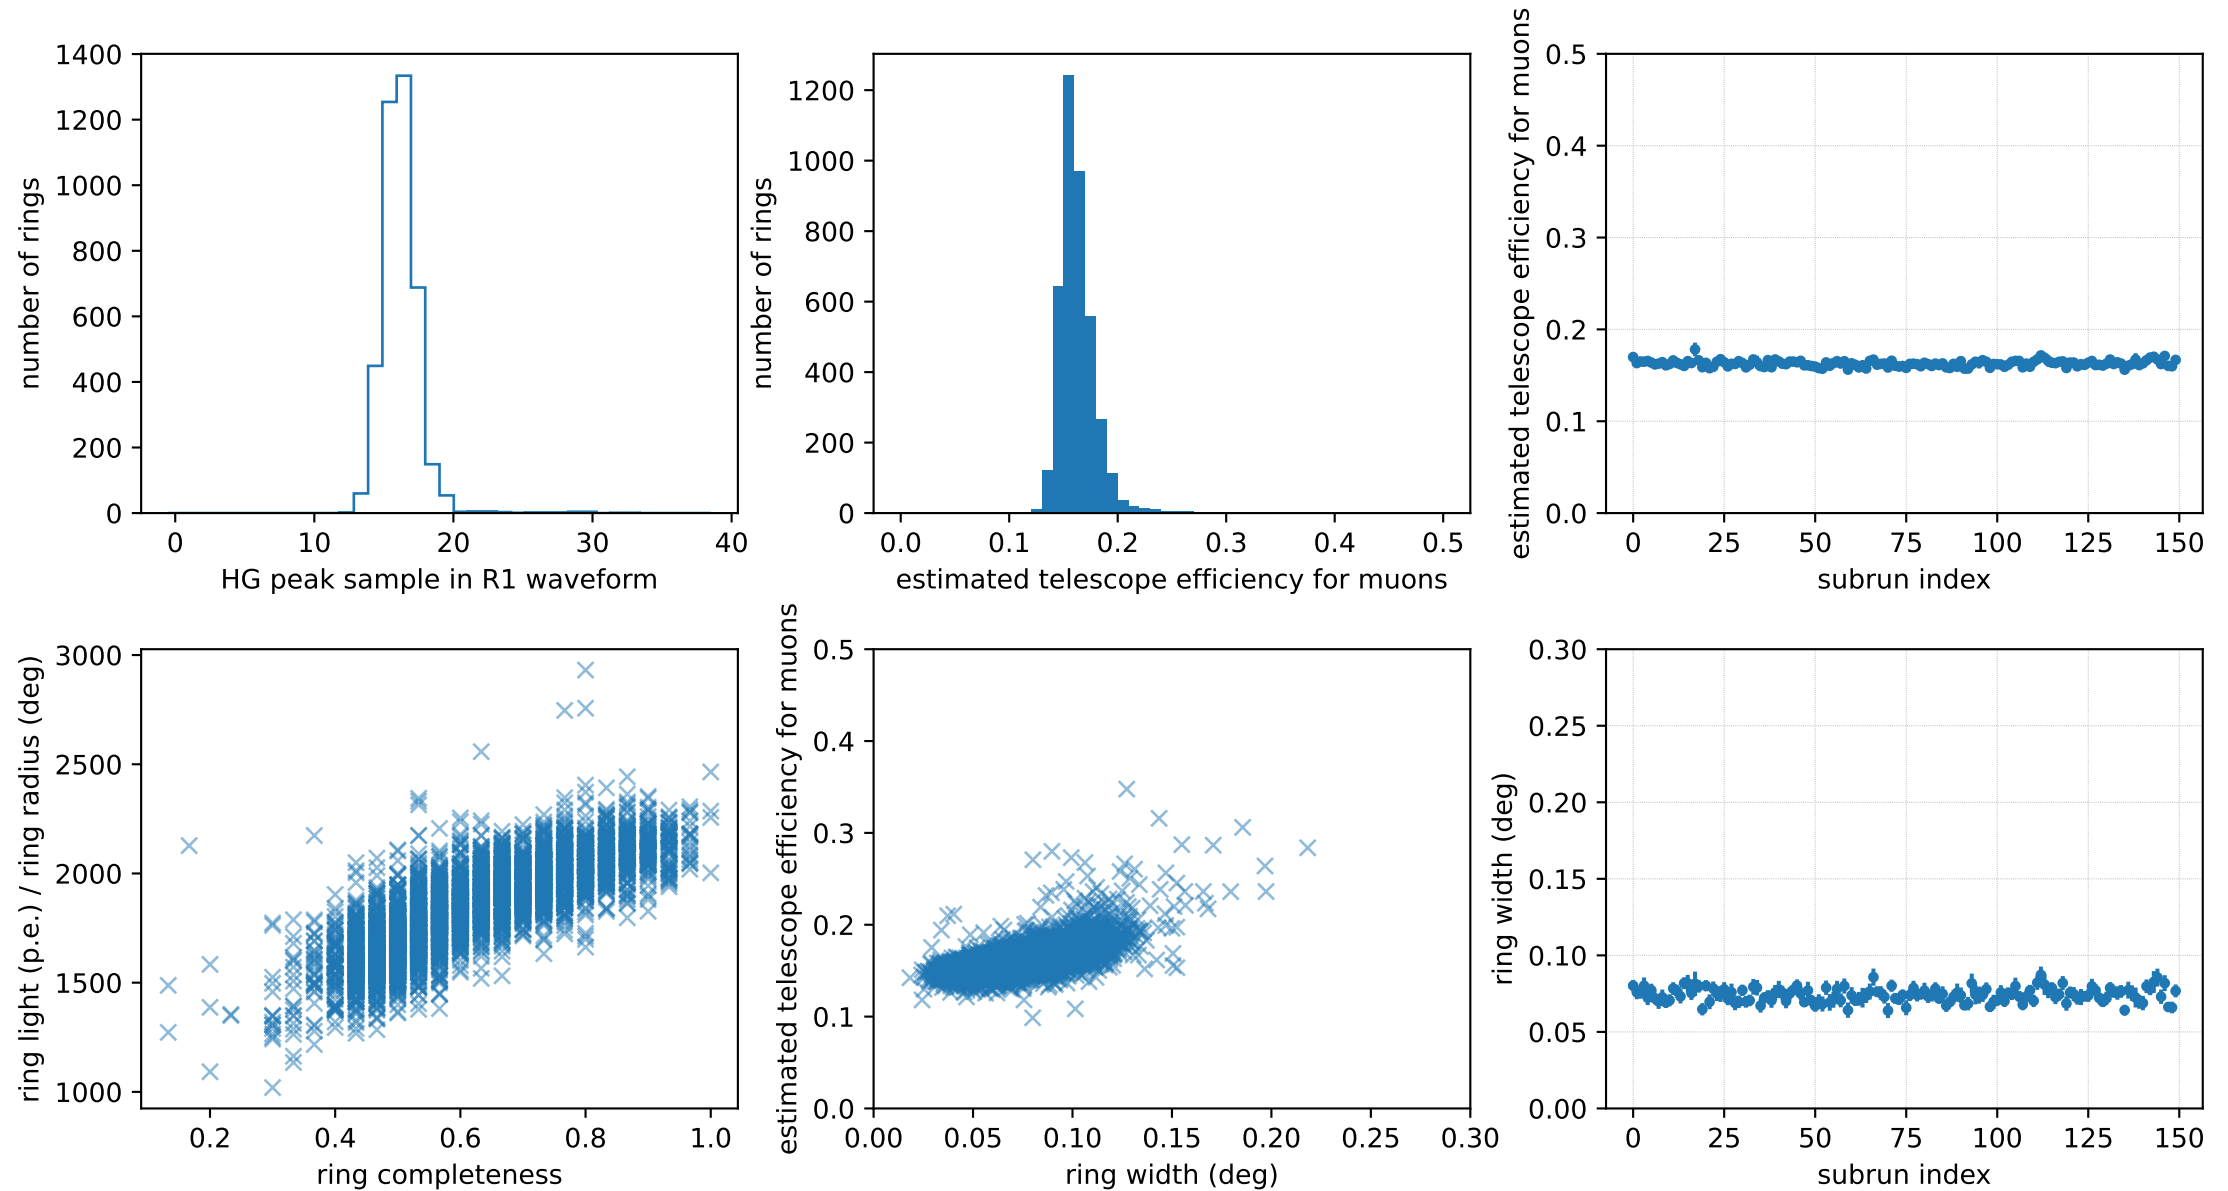 1400
1200
1000
800
600
400
200
0
number of rings
0 10 20 30 40
HG peak sample in R1 waveform
1200
1000
800
600
400
200
0
number of rings
0.0 0.1 0.2 0.3 0.4 0.5
estimated telescope efficiency for muons
0.5
0.4
0.3
0.2
0.1
0.0
estimated telescope efficiency for muons
0 25 50 75 100 125 150
subrun index
3000
2500
2000
1500
1000
ring light (p.e.) / ring radius (deg)
0.2 0.4 0.6 0.8 1.0
ring completeness
0.5
0.4
0.3
0.2
0.1
0.0
estimated telescope efficiency for muons
0.00 0.05 0.10 0.15 0.20 0.25 0.30
ring width (deg)
0.30
0.25
0.20
0.15
0.10
0.05
0.00
ring width (deg)
0 25 50 75 100 125 150
subrun index